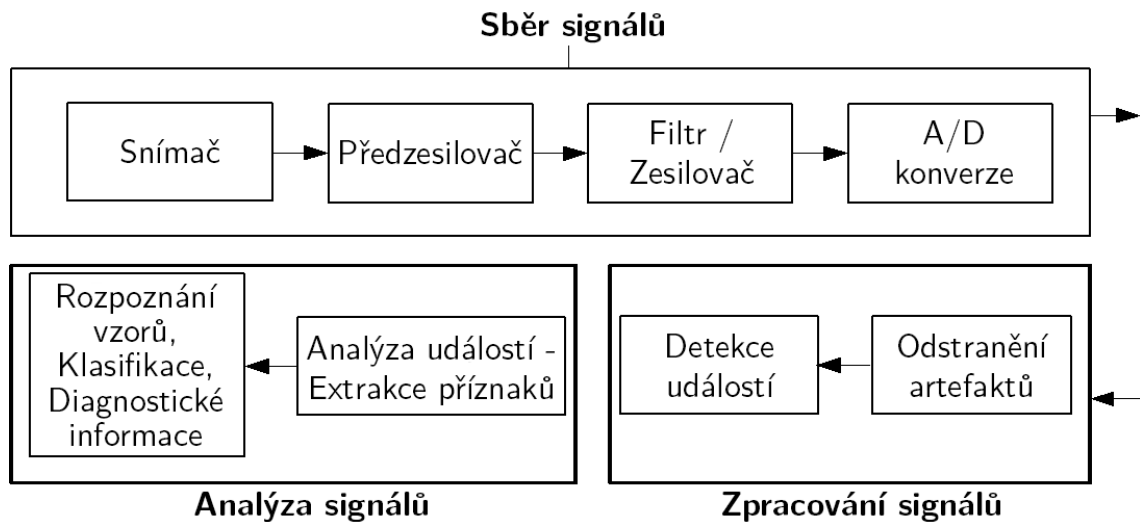 Sběr signálů
Snímač
Předzesilovač
Filtr /
Zesilovač
A/D
konverze
Rozpoznání
vzorů,
Klasifikace,
Diagnostické
informace
Analýza událostí -
Extrakce příznaků
Detekce
událostí
Odstranění
artefaktů
Analýza signálů
Zpracování signálů